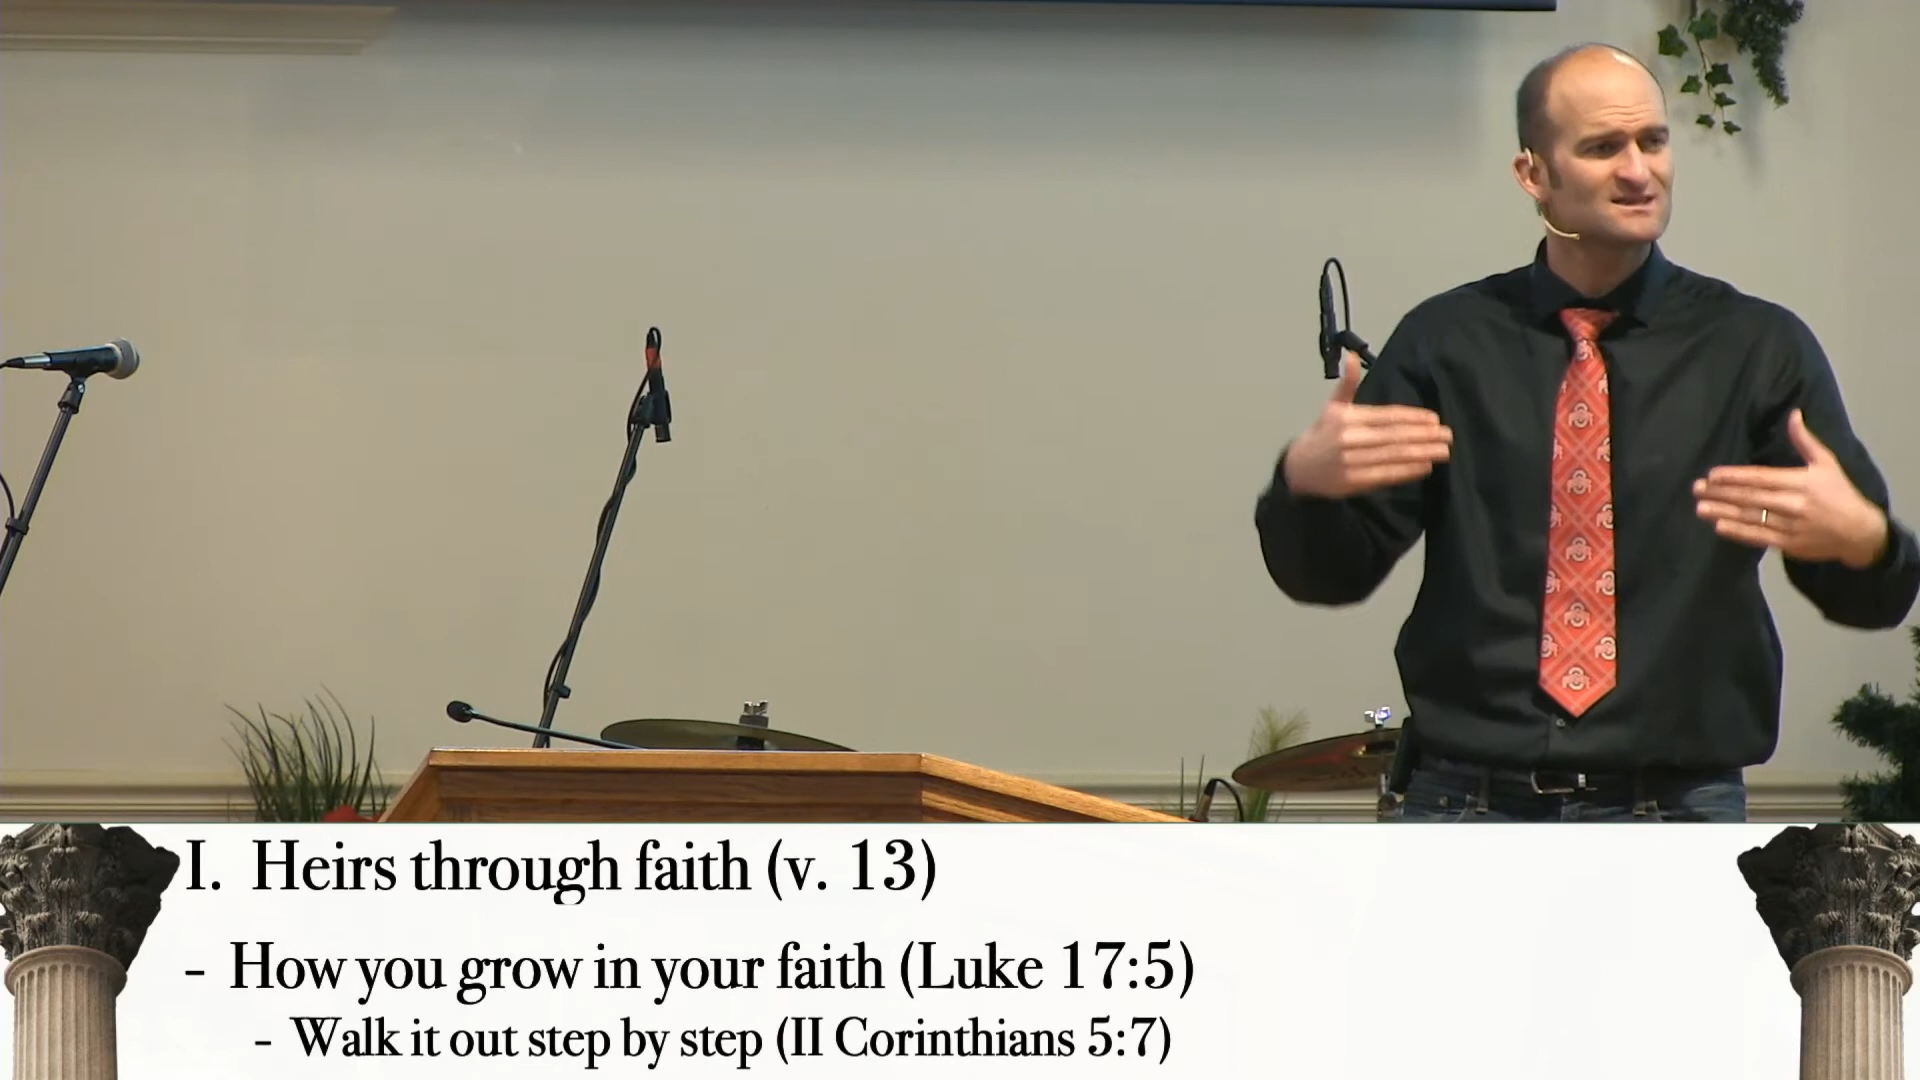 I. Heirs through faith (v. 13)
- How you grow in your faith (Luke 17:5)
- Walk it out step by step (II Corinthians 5:7)